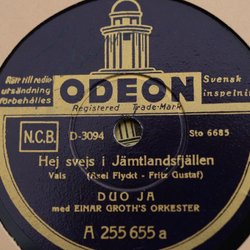 Rätt till radio-
utsändning
förbehålles
ODEON
Svensk
inspelning
Registered Trade-Mark
N.C.B.
D-3094
Sto 6685
Hej svejs i Jämtlandsfjällen
Vals (Axel Flyckt - Fritz Gustaf)
DUO JA
med EINAR GROTH'S ORKESTER
A 255 655 a